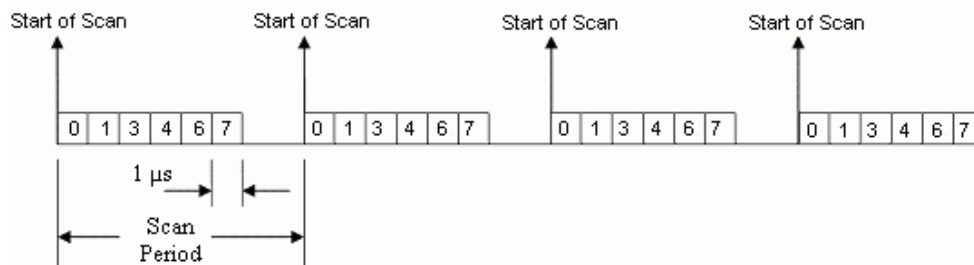 Start of Scan Start of Scan Start of Scan Start of Scan
0 1 3 4 6 7 0 1 3 4 6 7 0 1 3 4 6 7 0 1 3 4 6 7
1 µs
Scan
Period